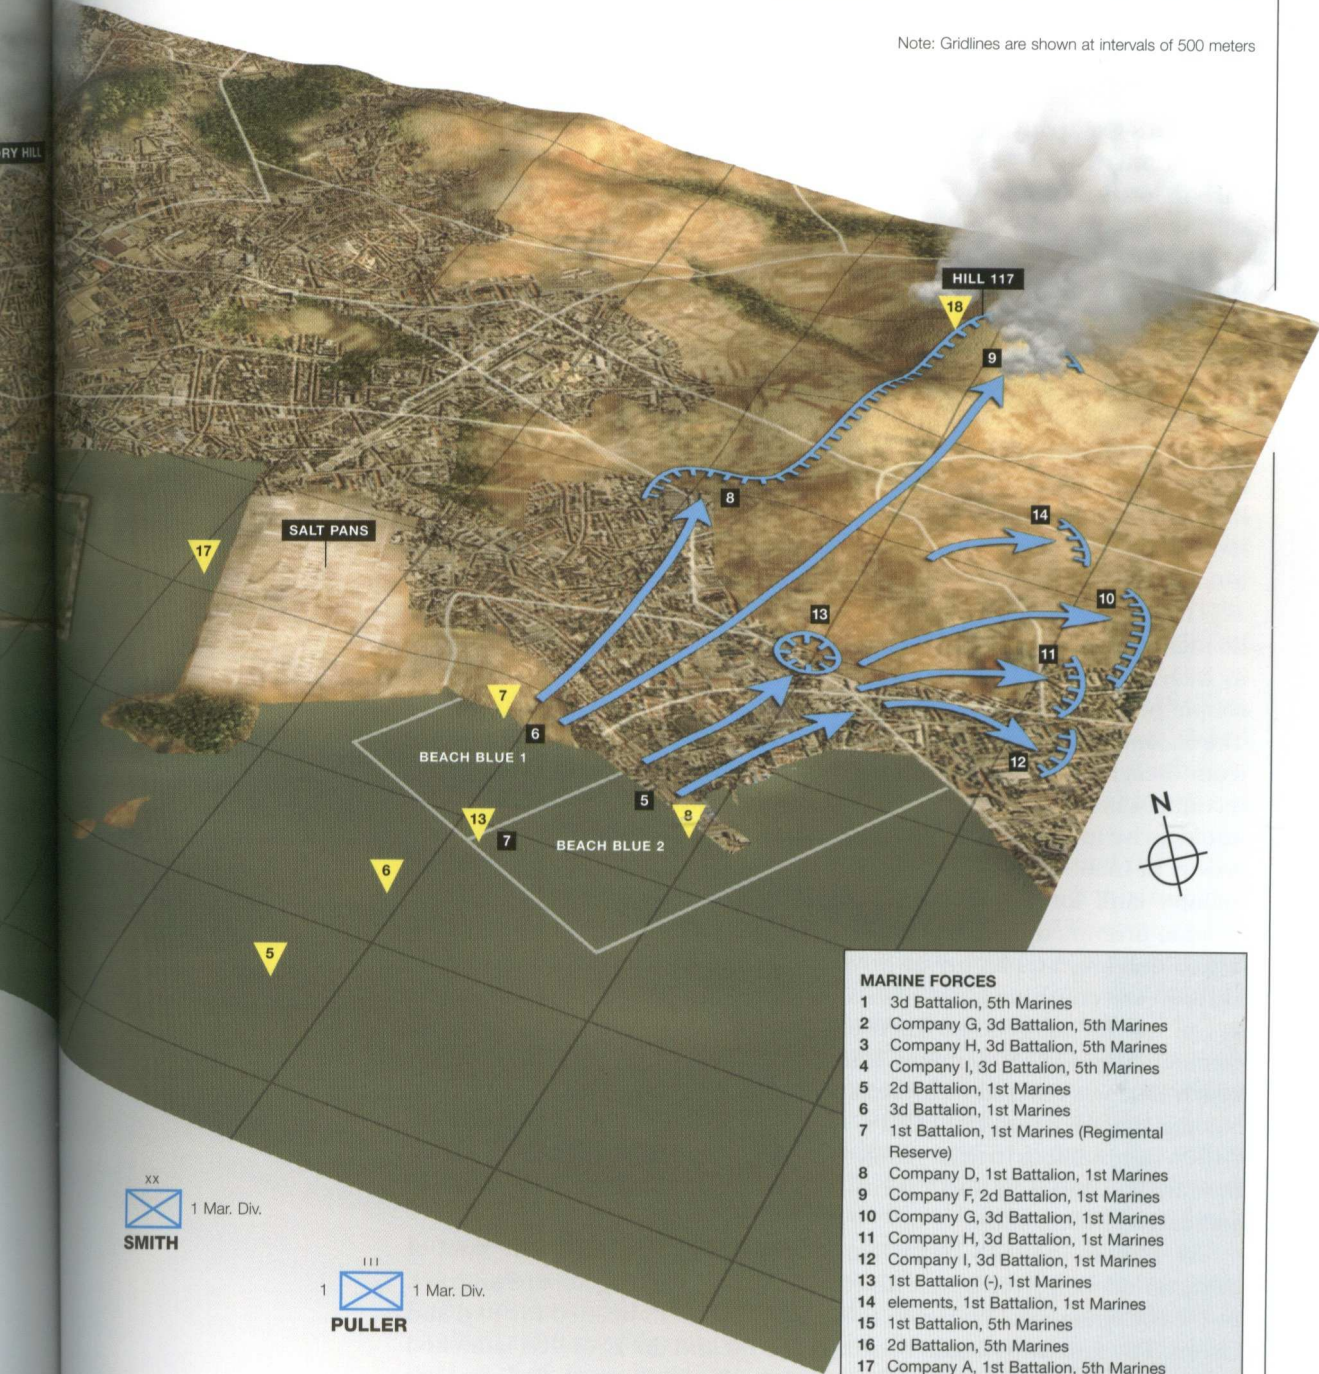 Note: Gridlines are shown at intervals of 500 meters
RY HILL
HILL 117
18
9
8
14
SALT PANS
17
10
13
11
7
6
BEACH BLUE 1
12
5
8
13
7
BEACH BLUE 2
6
N
5
MARINE FORCES
1 3d Battalion, 5th Marines
2 Company G, 3d Battalion, 5th Marines
3 Company H, 3d Battalion, 5th Marines
4 Company I, 3d Battalion, 5th Marines
5 2d Battalion, 1st Marines
6 3d Battalion, 1st Marines
7 1st Battalion, 1st Marines (Regimental
Reserve)
8 Company D, 1st Battalion, 1st Marines
9 Company F, 2d Battalion, 1st Marines
10 Company G, 3d Battalion, 1st Marines
11 Company H, 3d Battalion, 1st Marines
12 Company I, 3d Battalion, 1st Marines
13 1st Battalion (-), 1st Marines
14 elements, 1st Battalion, 1st Marines
15 1st Battalion, 5th Marines
16 2d Battalion, 5th Marines
17 Company A, 1st Battalion, 5th Marines
XX
1 Mar. Div.
SMITH
III
1 1 Mar. Div.
PULLER